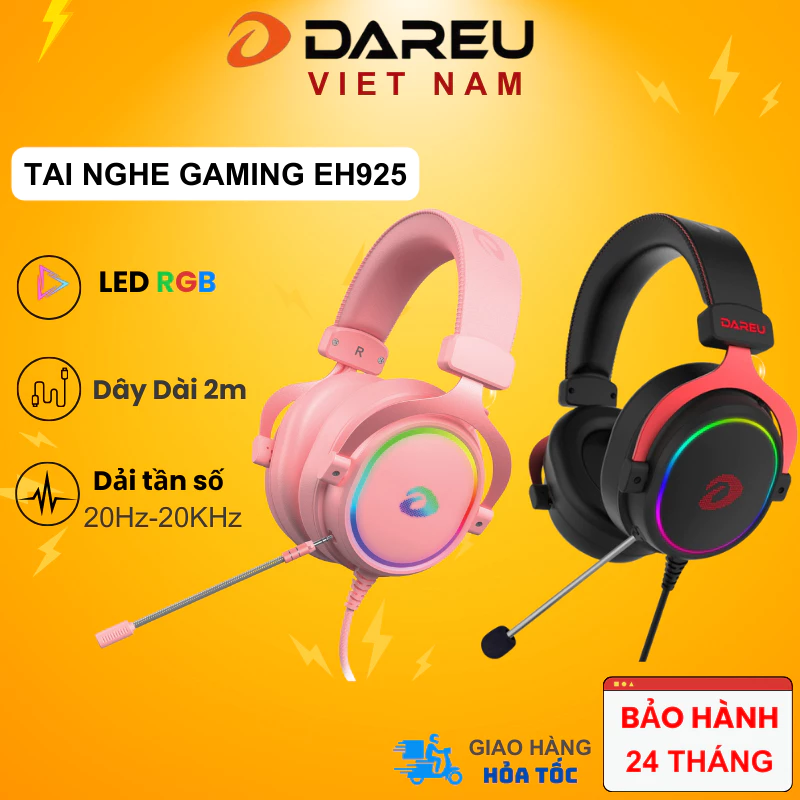 DAREU
VIET NAM
TAI NGHE GAMING EH925
LED RGB
Dây Dài 2m
Dải tần số
20Hz-20KHz
R
DAREU
GIAO HÀNG
HỎA TỐC
BẢO HÀNH
24 THÁNG